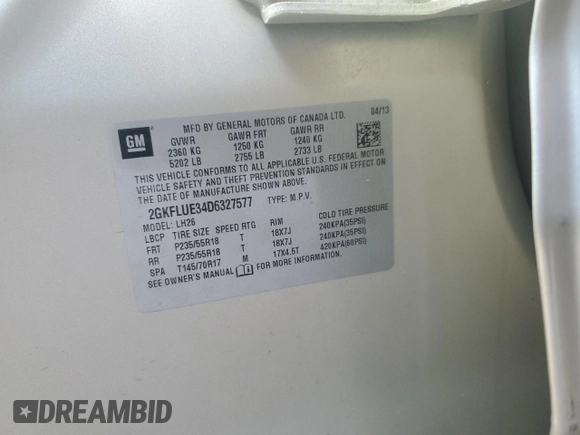 GM
MFD BY GENERAL MOTORS OF CANADA LTD. 04/13
GVWR GAWR FRT GAWR RR
2360 KG 1250 KG 1240 KG
5202 LB 2755 LB 2733 LB
THIS VEHICLE CONFORMS TO ALL APPLICABLE U.S. FEDERAL MOTOR
VEHICLE SAFETY AND THEFT PREVENTION STANDARDS IN EFFECT ON
THE DATE OF MANUFACTURE SHOWN ABOVE.
2GKFLUE34D6327577 TYPE: M.P.V.
MODEL: LH26
LBCP TIRE SIZE SPEED RTG RIM COLD TIRE PRESSURE
FRT P235/55R18 T 18X7J 240KPA(35PSI)
RR P235/55R18 T 18X7J 240KPA(35PSI)
SPA T145/70R17 M 17X4.5T 420KPA(60PSI)
SEE OWNER'S MANUAL FOR MORE INFORMATION.
DREAMBID